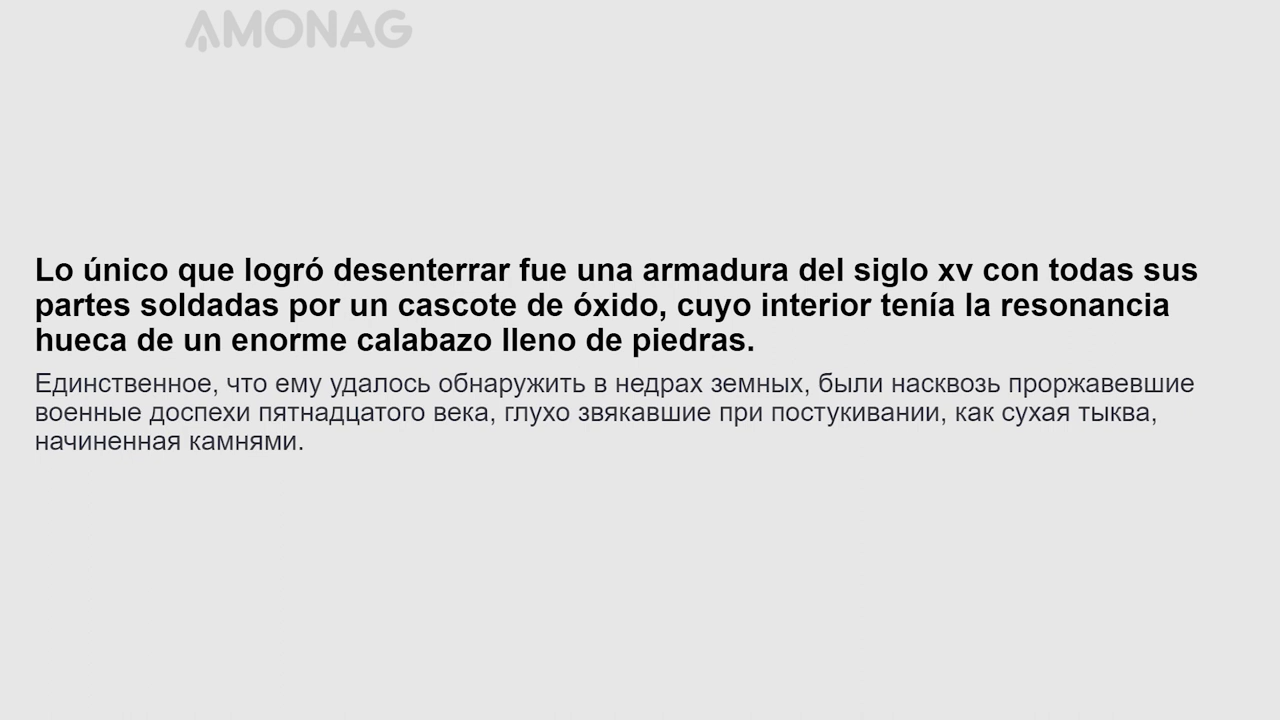 AMONAG
Lo único que logró desenterrar fue una armadura del siglo xv con todas sus
partes soldadas por un cascote de óxido, cuyo interior tenía la resonancia
hueca de un enorme calabazo lleno de piedras.
Единственное, что ему удалось обнаружить в недрах земных, были насквозь проржавевшие
военные доспехи пятнадцатого века, глухо звякавшие при постукивании, как сухая тыква,
начиненная камнями.